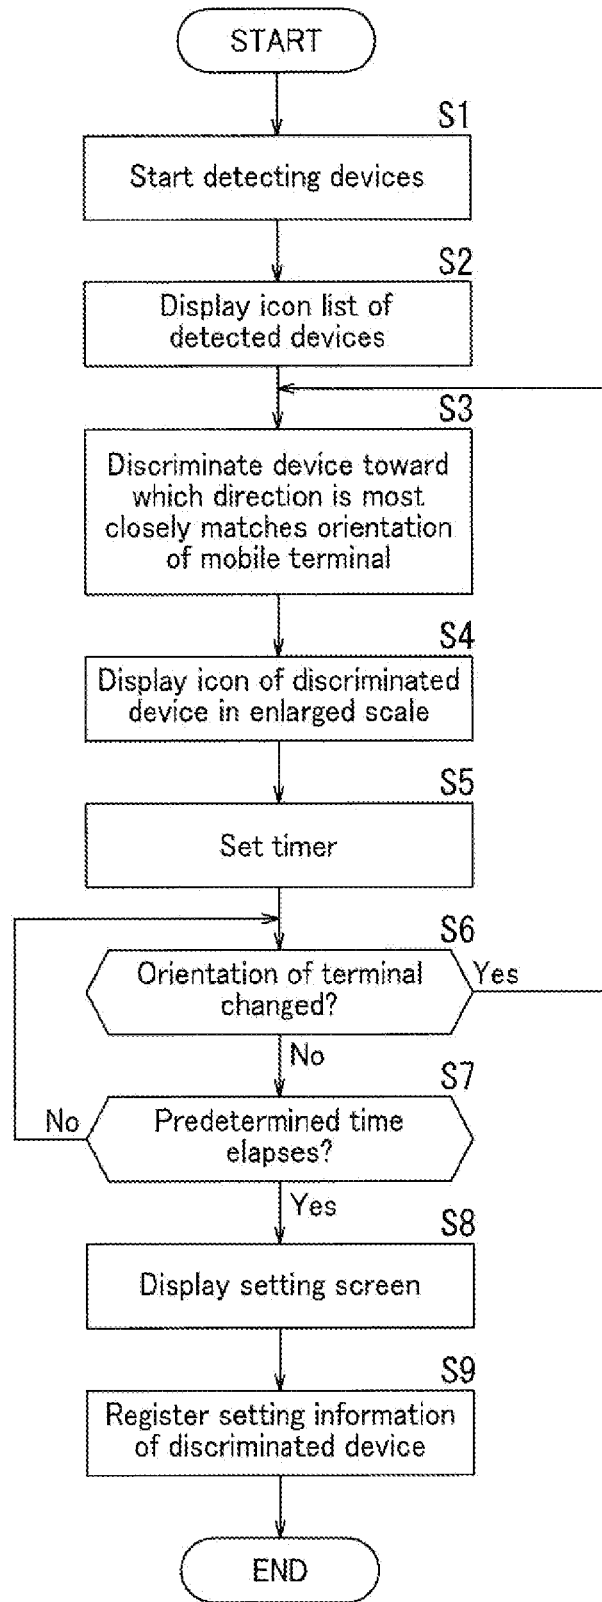 START
S1
Start detecting devices
S2
Display icon list of
detected devices
S3
Discriminate device toward
which direction is most
closely matches orientation
of mobile terminal
S4
Display icon of discriminated
device in enlarged scale
S5
Set timer
S6
Orientation of terminal
changed?
Yes
No
S7
Predetermined time
elapses?
No
Yes
S8
Display setting screen
S9
Register setting information
of discriminated device
END